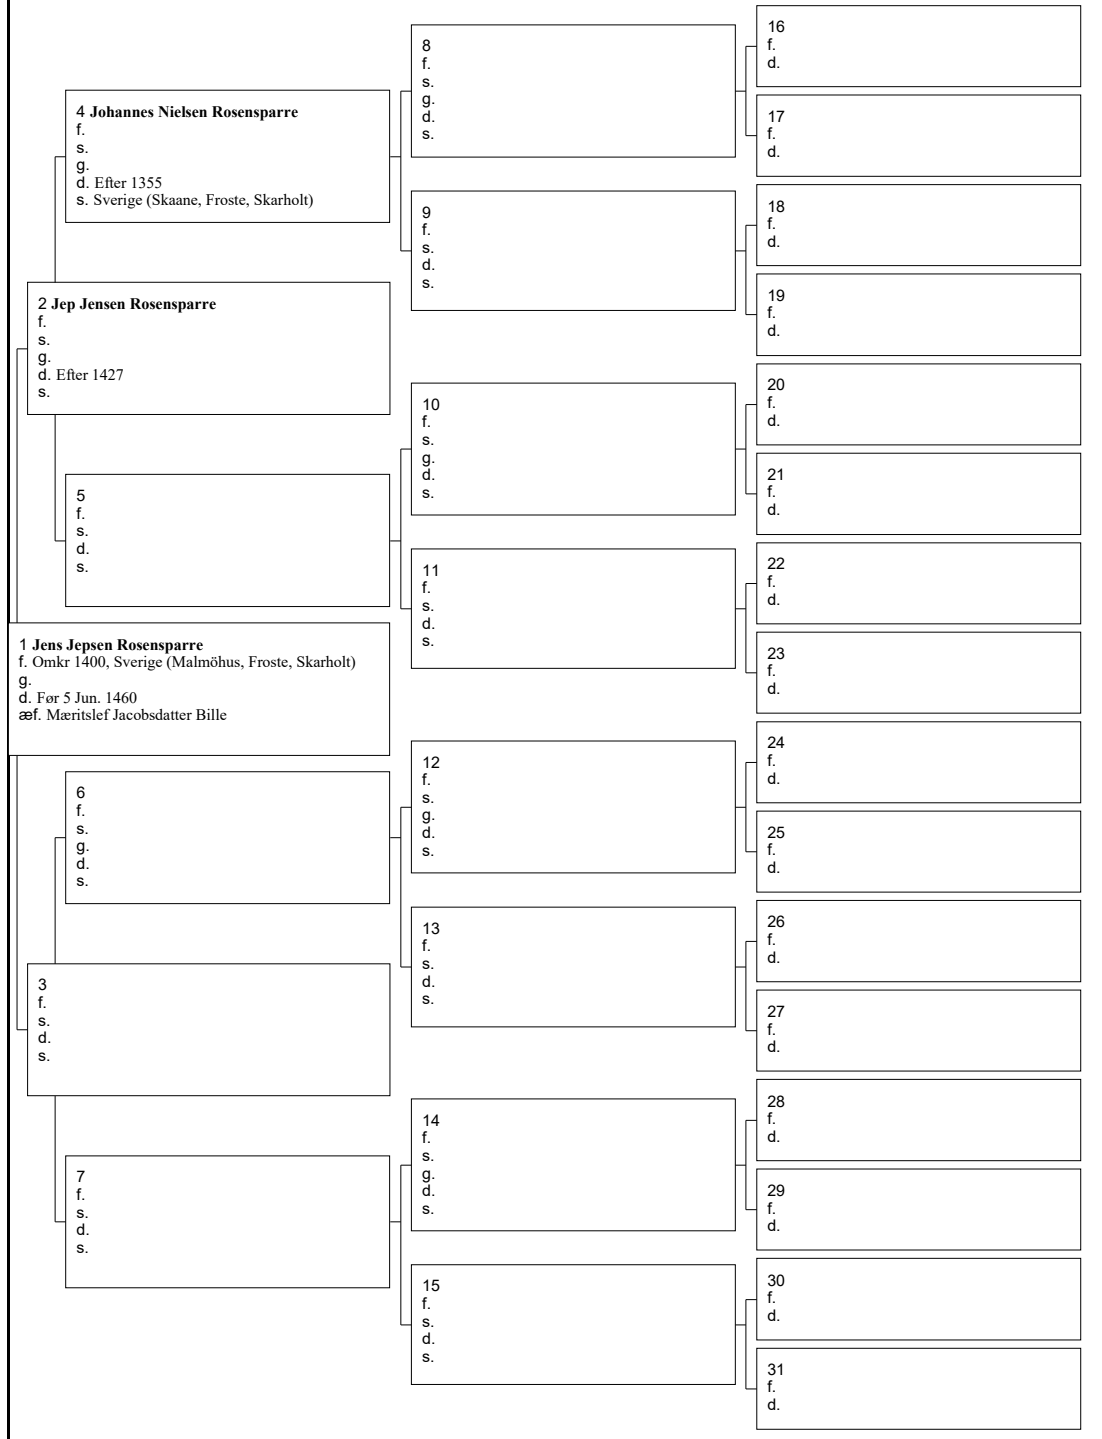 16
f.
d.
17
f.
d.
18
f.
d.
19
f.
d.
20
f.
d.
21
f.
d.
22
f.
d.
23
f.
d.
24
f.
d.
25
f.
d.
26
f.
d.
27
f.
d.
28
f.
d.
29
f.
d.
30
f.
d.
31
f.
d.
8
f.
s.
g.
d.
s.
9
f.
s.
d.
s.
10
f.
s.
g.
d.
s.
11
f.
s.
d.
s.
12
f.
s.
g.
d.
s.
13
f.
s.
d.
s.
14
f.
s.
g.
d.
s.
15
f.
s.
d.
s.
4 Johannes Nielsen Rosensparre
f.
s.
g.
d. Efter 1355
s. Sverige (Skaane, Froste, Skarholt)
2 Jep Jensen Rosensparre
f.
s.
g.
d. Efter 1427
s.
5
f.
s.
d.
s.
1 Jens Jepsen Rosensparre
f. Omkr 1400, Sverige (Malmöhus, Froste, Skarholt)
g.
d. Før 5 Jun. 1460
æf. Mæritslef Jacobsdatter Bille
6
f.
s.
g.
d.
s.
3
f.
s.
d.
s.
7
f.
s.
d.
s.